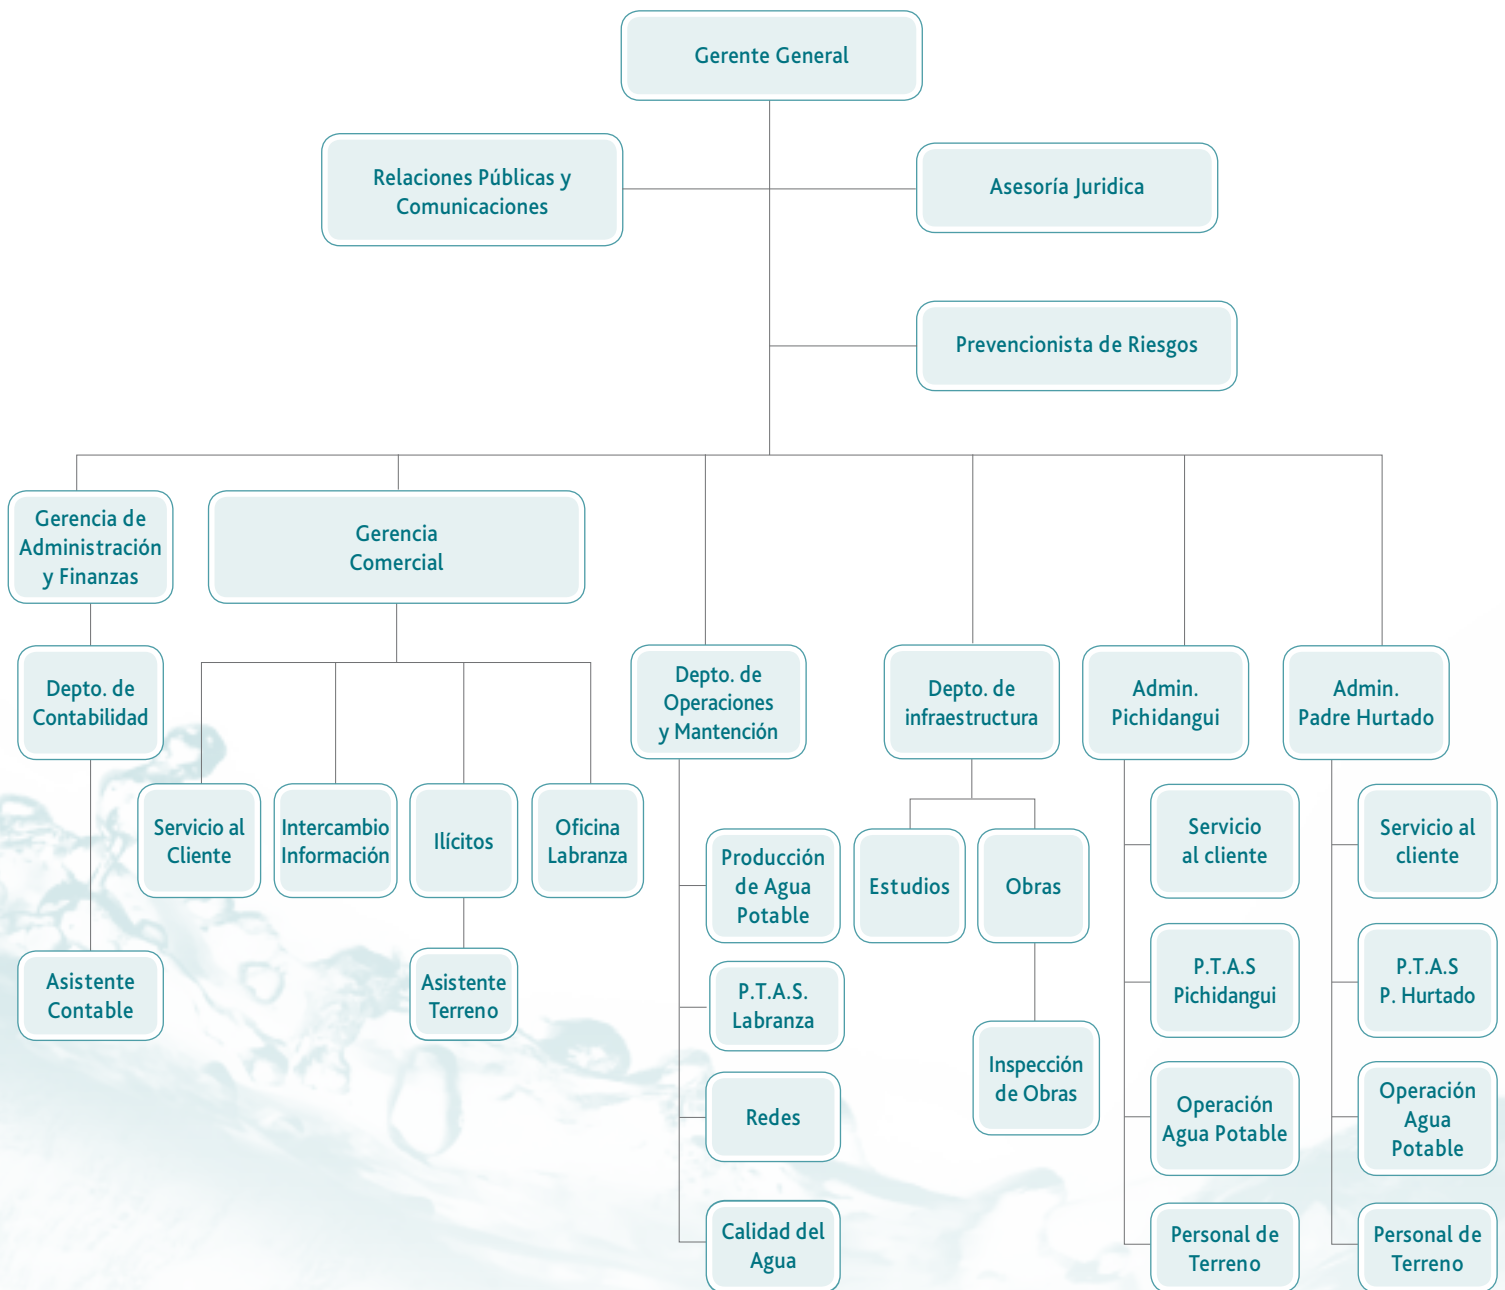 Gerente General
Relaciones Públicas y
Comunicaciones
Asesoría Juridica
Prevencionista de Riesgos
Gerencia de
Administración
y Finanzas
Gerencia
Comercial
Depto. de
Contabilidad
Depto. de
Operaciones
y Mantención
Depto. de
infraestructura
Admin.
Pichidangui
Admin.
Padre Hurtado
Servicio al
Cliente
Intercambio
Información
Ilícitos
Oficina
Labranza
Producción
de Agua
Potable
Estudios
Obras
Servicio
al cliente
Servicio al
cliente
Asistente
Contable
Asistente
Terreno
P.T.A.S.
Labranza
P.T.A.S
Pichidangui
P.T.A.S
P. Hurtado
Inspección
de Obras
Redes
Operación
Agua Potable
Operación
Agua
Potable
Calidad del
Agua
Personal de
Terreno
Personal de
Terreno